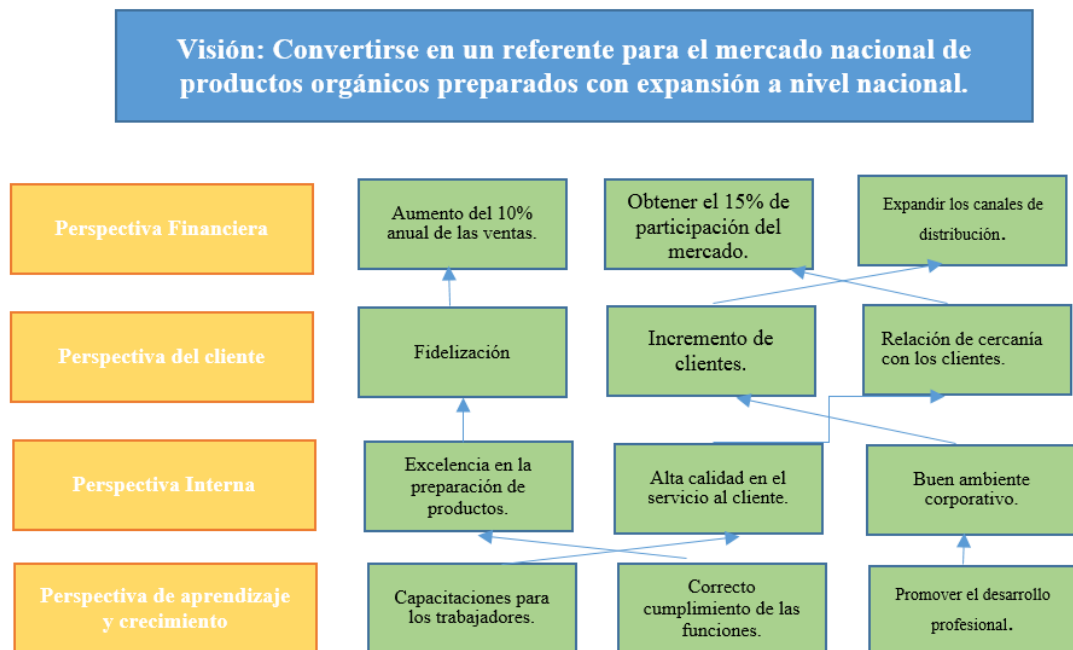 Visión: Convertirse en un referente para el mercado nacional de
productos orgánicos preparados con expansión a nivel nacional.
Perspectiva Financiera
Aumento del 10%
anual de las ventas.
Obtener el 15% de
participación del
mercado.
Expandir los canales de
distribución.
Perspectiva del cliente
Fidelización
Incremento de
clientes.
Relación de cercanía
con los clientes.
Perspectiva Interna
Excelencia en la
preparación de
productos.
Alta calidad en el
servicio al cliente.
Buen ambiente
corporativo.
Perspectiva de aprendizaje
y crecimiento
Capacitaciones para
los trabajadores.
Correcto
cumplimiento de las
funciones.
Promover el desarrollo
profesional.